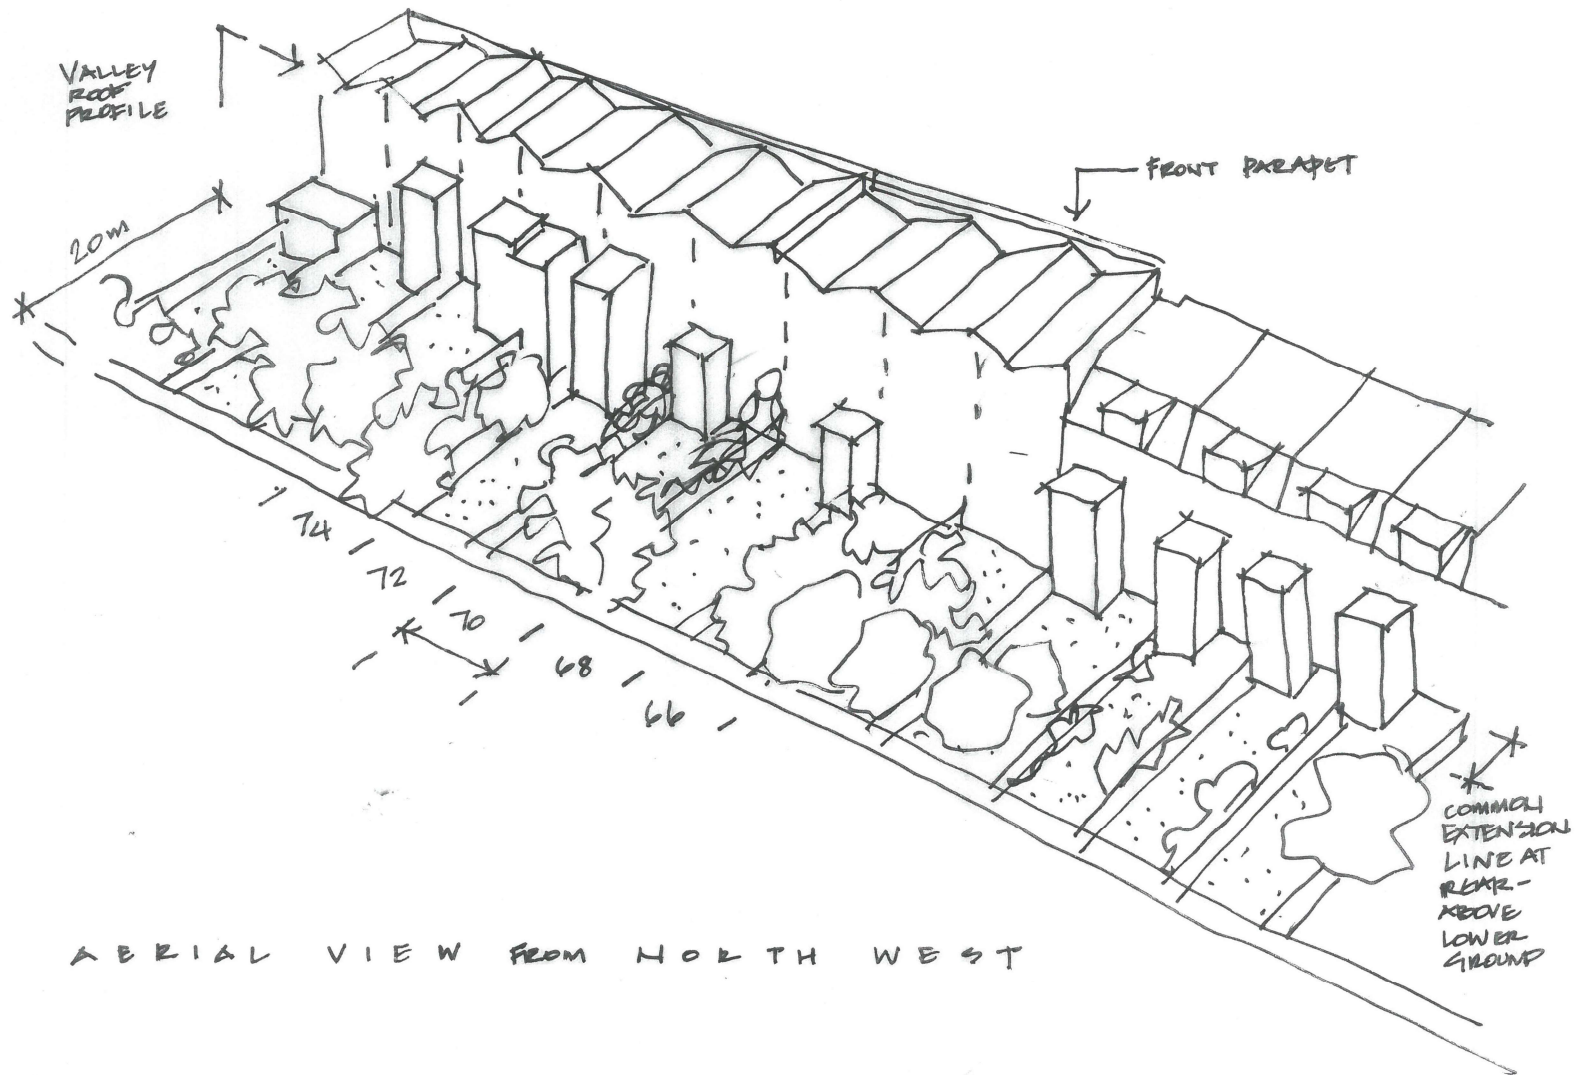 VALLEY
ROOF
PROFILE
FRONT PARAPET
20m
74
72
70
68
66
COMMON
EXTENSION
LINE AT
REAR-
ABOVE
LOWER
GROUND
AERIAL VIEW FROM NORTH WEST